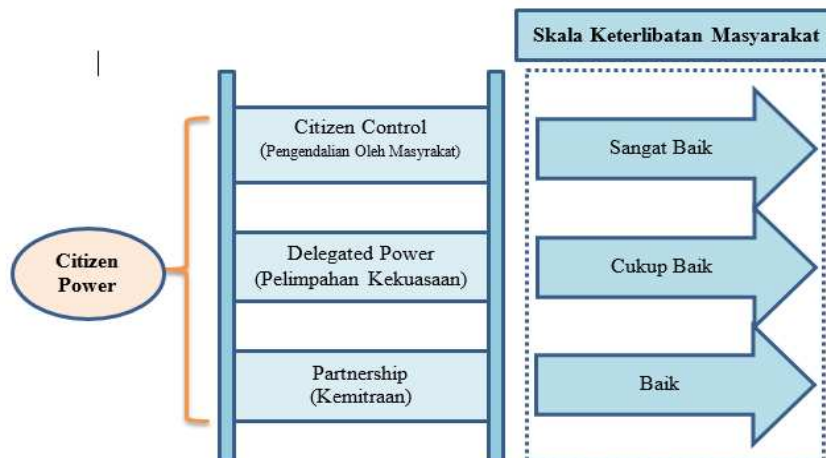 Skala Keterlibatan Masyarakat
Citizen Control
(Pengendalian Oleh Masyrakat)
Sangat Baik
Citizen
Power
Delegated Power
(Pelimpahan Kekuasaan)
Cukup Baik
Partnership
(Kemitraan)
Baik